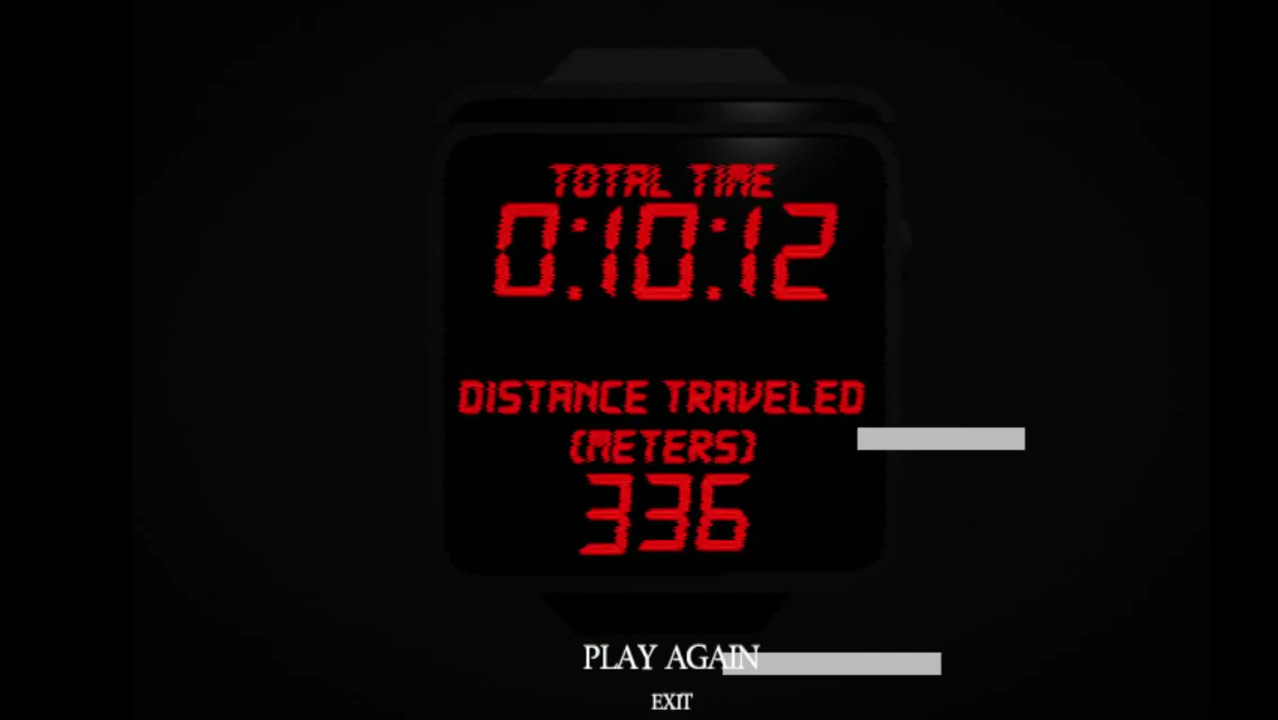 TOTAL TIME
0:10:12
DISTANCE TRAVELED
(METERS)
336
PLAY AGAIN
EXIT